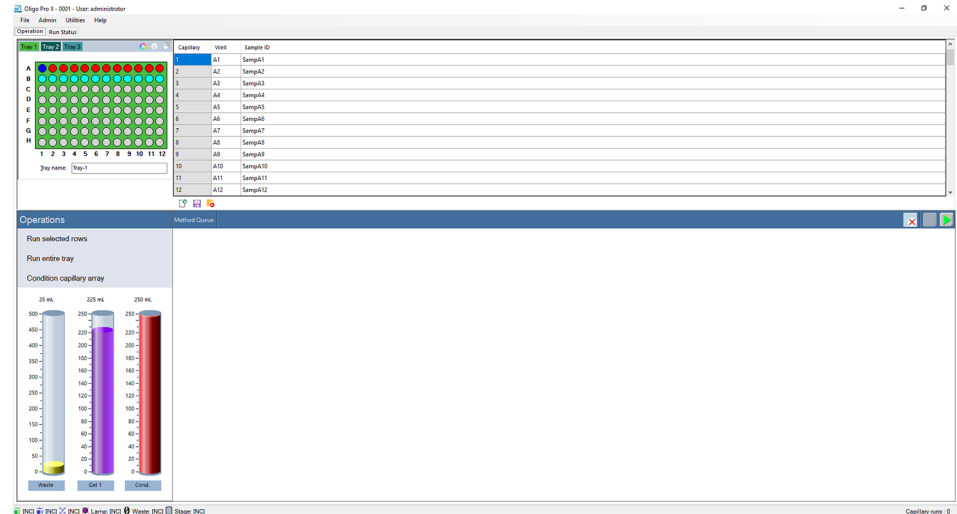 Oligo Pro II - 0001 - User: administrator
File Admin Utilities Help
Operation Run Status
Tray 1 Tray 2 Tray 3
Capillary Well Sample ID
1 A1 SampA1
2 A2 SampA2
3 A3 SampA3
4 A4 SampA4
5 A5 SampA5
6 A6 SampA6
7 A7 SampA7
8 A8 SampA8
9 A9 SampA9
10 A10 SampA10
11 A11 SampA11
12 A12 SampA12
A
B
C
D
E
F
G
H
1 2 3 4 5 6 7 8 9 10 11 12
Tray name: Tray-1
Operations
Method Queue
Run selected rows
Run entire tray
Condition capillary array
25 mL 225 mL 250 mL
500 250 250
450 220 220
400 200 200
350 180 180
300 160 160
250 140 140
200 120 120
150 100 100
100 80 80
50 60 60
0 40 40
20 20
0 0
Waste Gel 1 Cond.
[NC] [NC] [NC] Lamp: [NC] Waste: [NC] Stage: [NC]
Capillary runs : 0